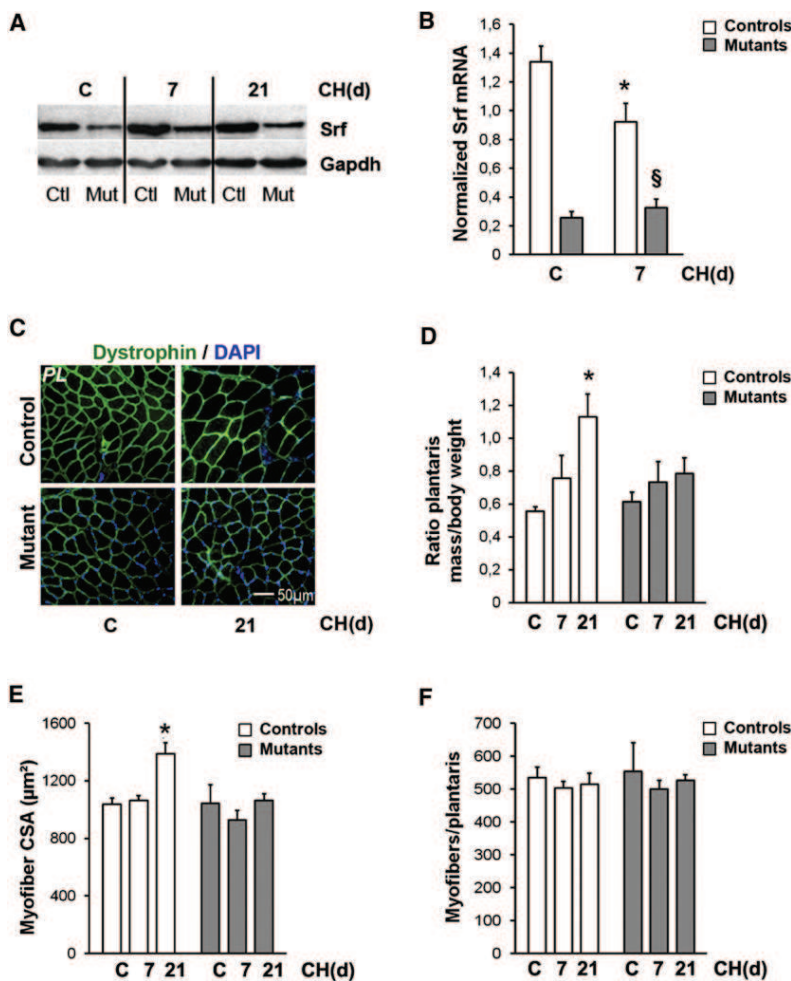 A
C 7 21 CH(d)
Srf
Gapdh
Ctl Mut Ctl Mut Ctl Mut
B
Controls
Mutants
Normalized Srf mRNA
1,6
1,4
1,2
1,0
0,8
0,6
0,4
0,2
0,0
*
§
C 7 CH(d)
C
Dystrophin / DAPI
PL
Control
Mutant
50µm
C 21 CH(d)
D
Controls
Mutants
Ratio plantaris
mass/body weight
1,4
1,2
1,0
0,8
0,6
0,4
0,2
0,0
*
C 7 21 C 7 21 CH(d)
E
Controls
Mutants
Myofiber CSA (µm²)
1600
1200
800
400
0
*
C 7 21 C 7 21 CH(d)
F
Controls
Mutants
Myofibers/plantaris
700
600
500
400
300
200
100
0
C 7 21 C 7 21 CH(d)